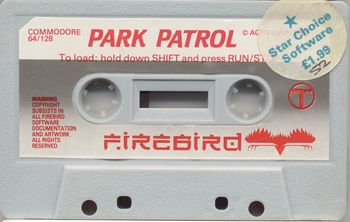 COMMODORE
64/128
PARK PATROL
To load: hold down SHIFT and press RUN/ST
Star Choice
Software
£1.99
52
WARNING
COPYRIGHT
SUBSISTS IN
ALL FIREBIRD
SOFTWARE
DOCUMENTATION
AND ARTWORK
ALL RIGHTS
RESERVED
FIREBIRD
T